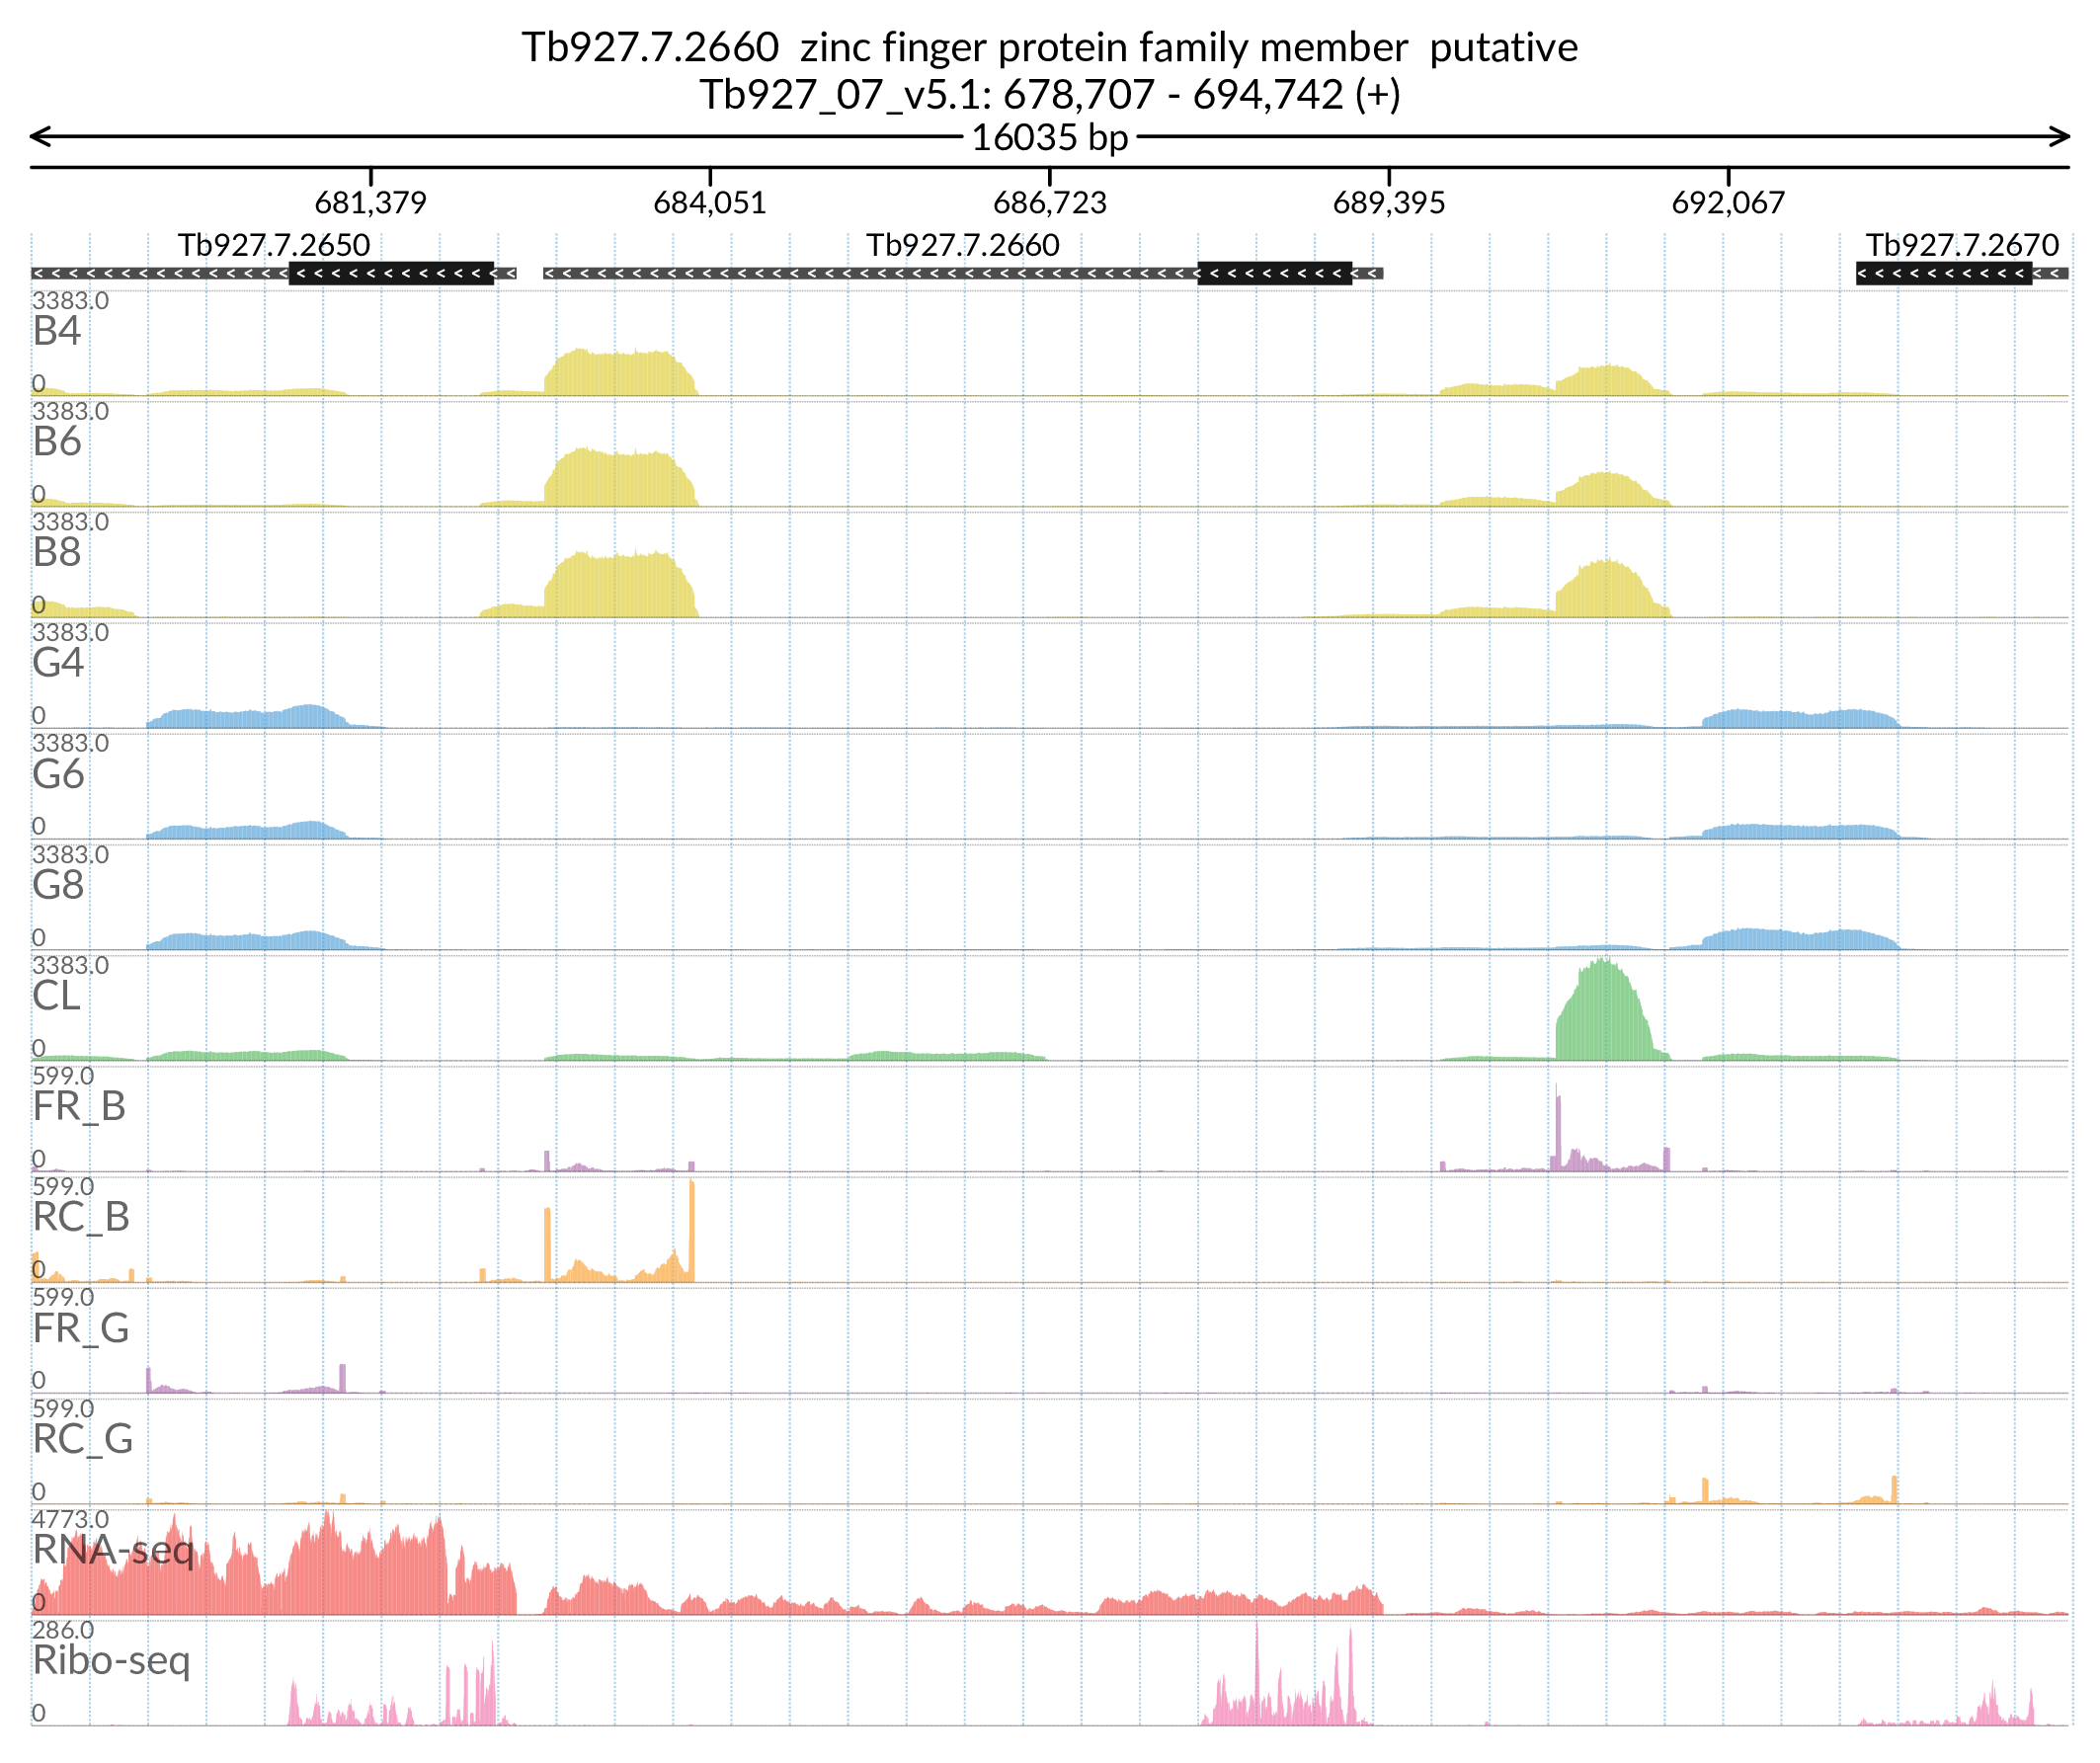 Tb927.7.2660  zinc finger protein family member  putative
Tb927_07_v5.1: 678,707 - 694,742 (+)
16035 bp
681,379 684,051 686,723 689,395 692,067
Tb927.7.2650 Tb927.7.2660 Tb927.7.2670
3383.0
B4
0
3383.0
B6
0
3383.0
B8
0
3383.0
G4
0
3383.0
G6
0
3383.0
G8
0
3383.0
CL
0
599.0
FR_B
0
599.0
RC_B
0
599.0
FR_G
0
599.0
RC_G
0
4773.0
RNA-seq
0
286.0
Ribo-seq
0